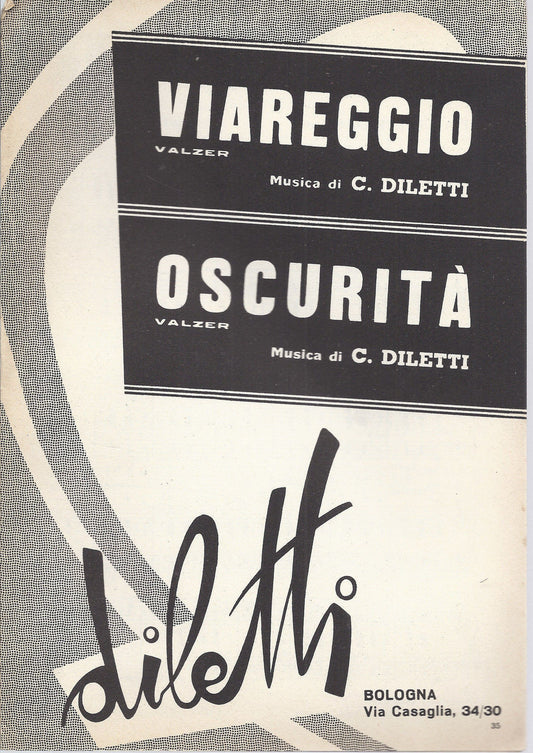 VIAREGGIO
VALZER
Musica di C. DILETTI
OSCURITÀ
VALZER
Musica di C. DILETTI
diletti
BOLOGNA
Via Casaglia, 34/30
35